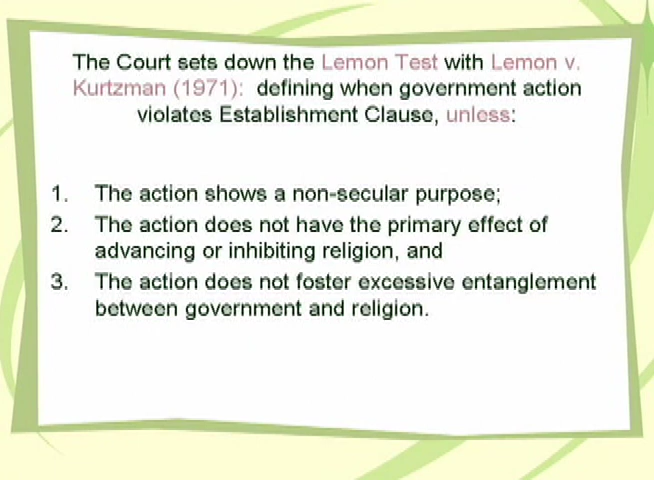 The Court sets down the Lemon Test with Lemon v.
Kurtzman (1971): defining when government action
violates Establishment Clause, unless:
1. The action shows a non-secular purpose;
2. The action does not have the primary effect of
advancing or inhibiting religion, and
3. The action does not foster excessive entanglement
between government and religion.